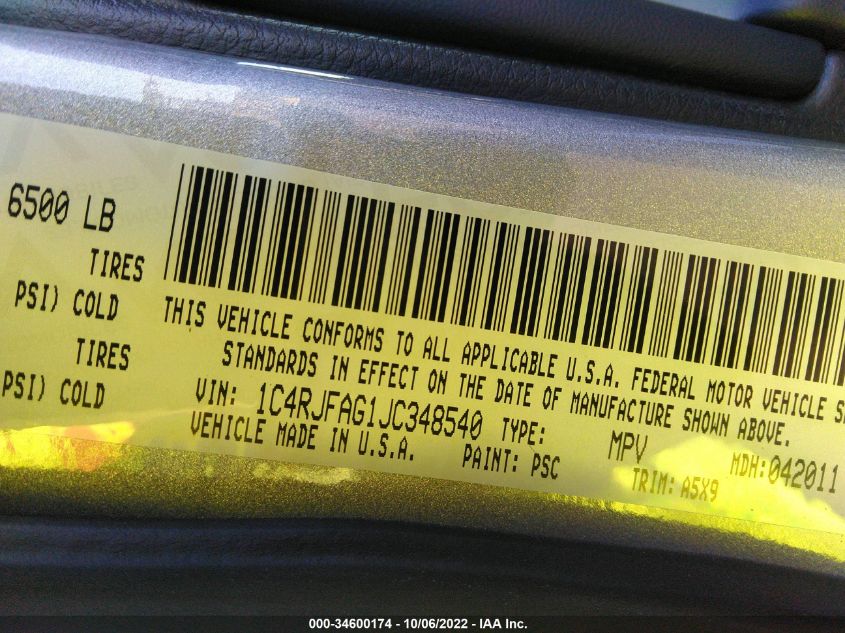 6500 LB
TIRES
PSI) COLD
TIRES
PSI) COLD
THIS VEHICLE CONFORMS TO ALL APPLICABLE U.S.A. FEDERAL MOTOR VEHICLE S
STANDARDS IN EFFECT ON THE DATE OF MANUFACTURE SHOWN ABOVE.
VIN: 1C4RJFAG1JC348540 TYPE: MPV MDH:042011
VEHICLE MADE IN U.S.A. PAINT: PSC TRIM: A5X9
000-34600174 - 10/06/2022 - IAA Inc.